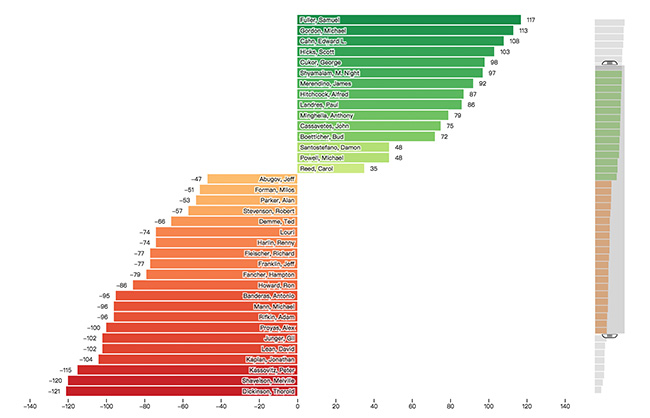 Fuller, Samuel 117
Gordon, Michael 113
Cahn, Edward L. 108
Hicks, Scott 103
Cukor, George 98
Shyamalan, M. Night 97
Merendino, James 92
Hitchcock, Alfred 87
Landres, Paul 86
Minghella, Anthony 79
Cassavetes, John 75
Boetticher, Bud 72
Santostefano, Damon 48
Powell, Michael 48
Reed, Carol 35
−47 Abugov, Jeff
−51 Forman, Milos
−53 Parker, Alan
−57 Stevenson, Robert
−66 Demme, Ted
−74 Louri
−74 Harlin, Renny
−77 Fleischer, Richard
−77 Franklin, Jeff
−79 Fancher, Hampton
−86 Howard, Ron
−95 Banderas, Antonio
−96 Mann, Michael
−96 Rifkin, Adam
−100 Proyas, Alex
−102 Junger, Gil
−102 Lean, David
−104 Kaplan, Jonathan
−115 Kassovitz, Peter
−120 Shavelson, Melville
−121 Dickinson, Thorold
−140 −120 −100 −80 −60 −40 −20 0 20 40 60 80 100 120 140